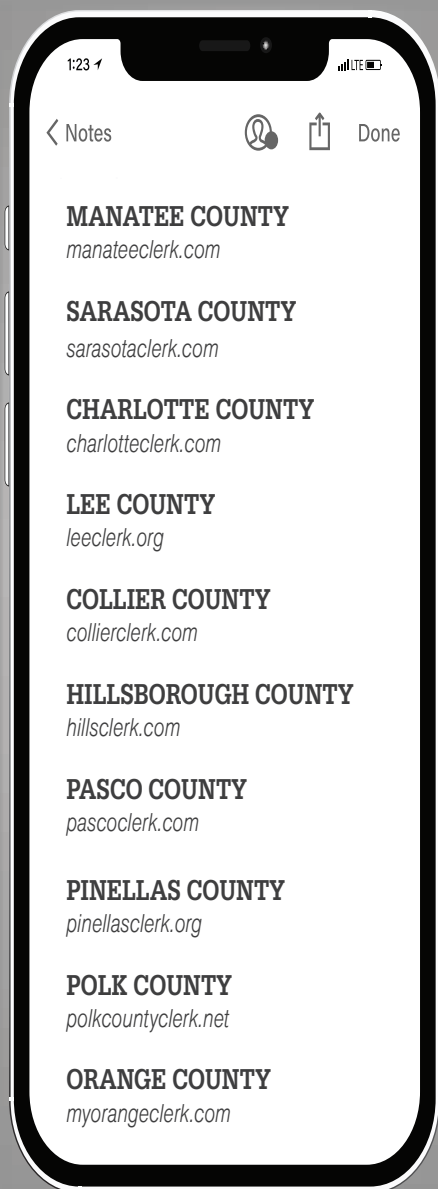 1:23
LTE
Notes
Done
MANATEE COUNTY
manateeclerk.com
SARASOTA COUNTY
sarasotaclerk.com
CHARLOTTE COUNTY
charlotteclerk.com
LEE COUNTY
leeclerk.org
COLLIER COUNTY
collierclerk.com
HILLSBOROUGH COUNTY
hillsclerk.com
PASCO COUNTY
pascoclerk.com
PINELLAS COUNTY
pinellasclerk.org
POLK COUNTY
polkcountyclerk.net
ORANGE COUNTY
myorangeclerk.com